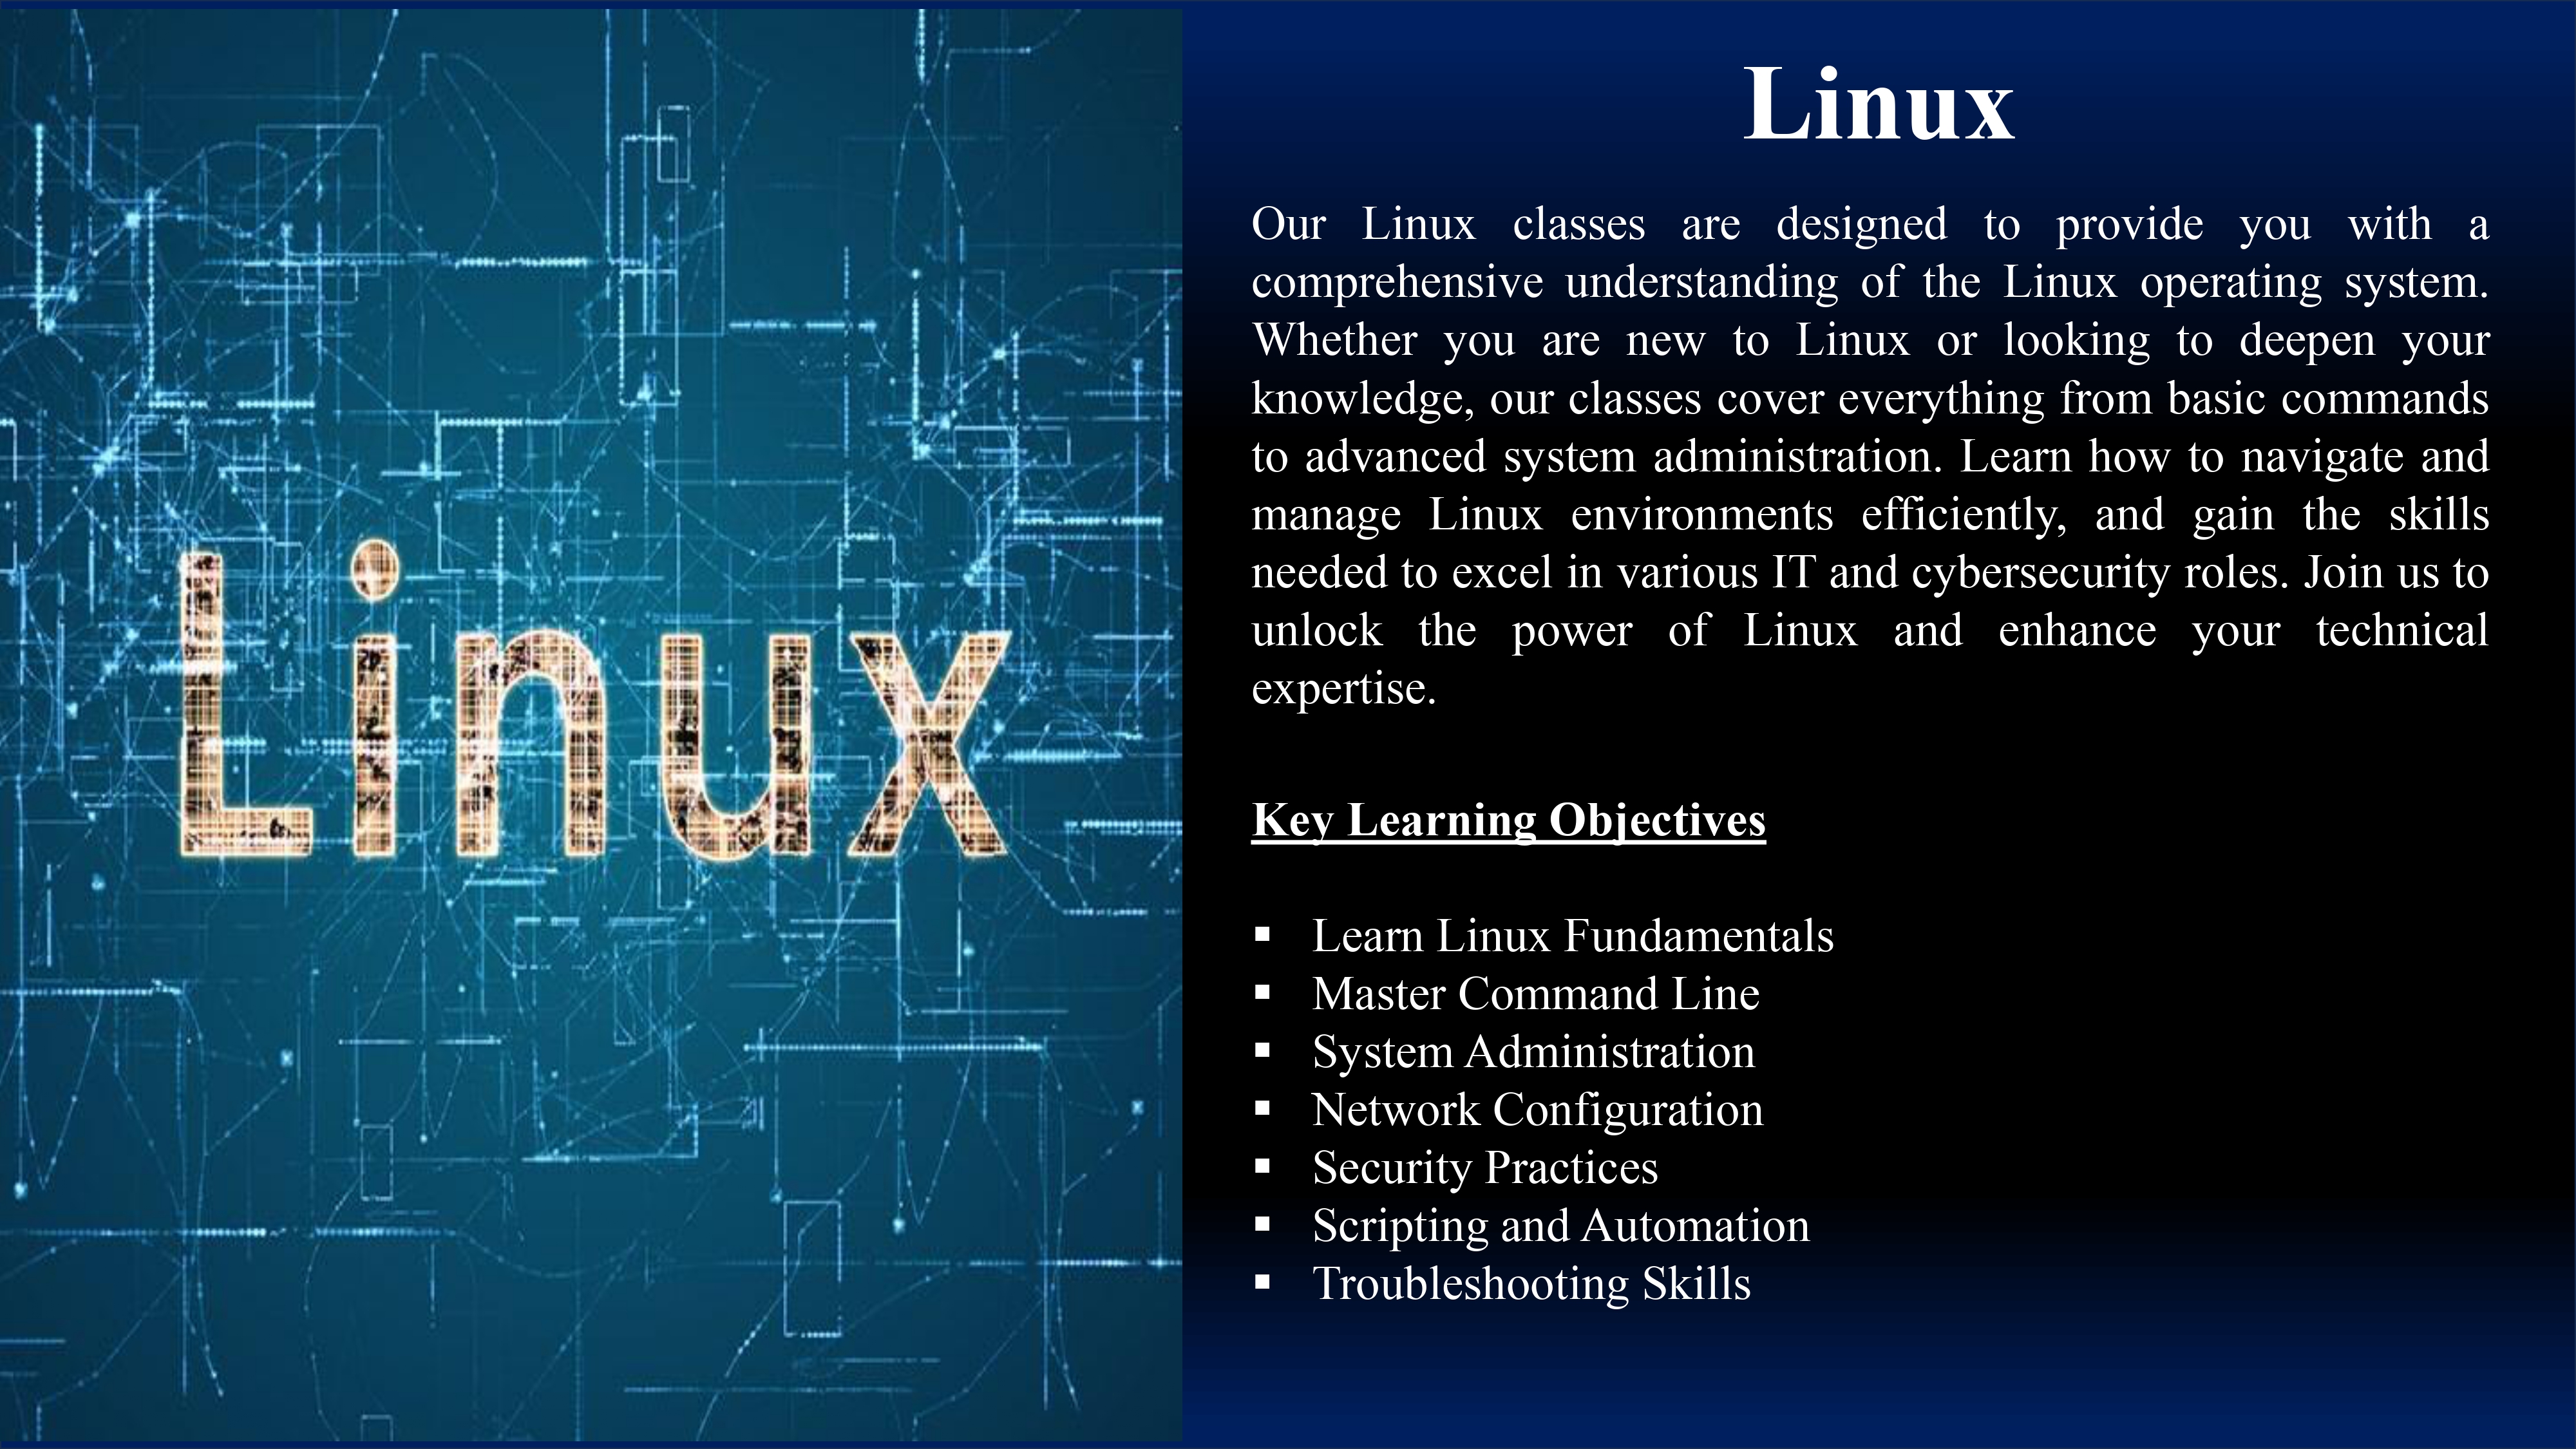 Linux
Linux
Our Linux classes are designed to provide you with a
comprehensive understanding of the Linux operating system.
Whether you are new to Linux or looking to deepen your
knowledge, our classes cover everything from basic commands
to advanced system administration. Learn how to navigate and
manage Linux environments efficiently, and gain the skills
needed to excel in various IT and cybersecurity roles. Join us to
unlock the power of Linux and enhance your technical
expertise.
Key Learning Objectives
▪ Learn Linux Fundamentals
▪ Master Command Line
▪ System Administration
▪ Network Configuration
▪ Security Practices
▪ Scripting and Automation
▪ Troubleshooting Skills